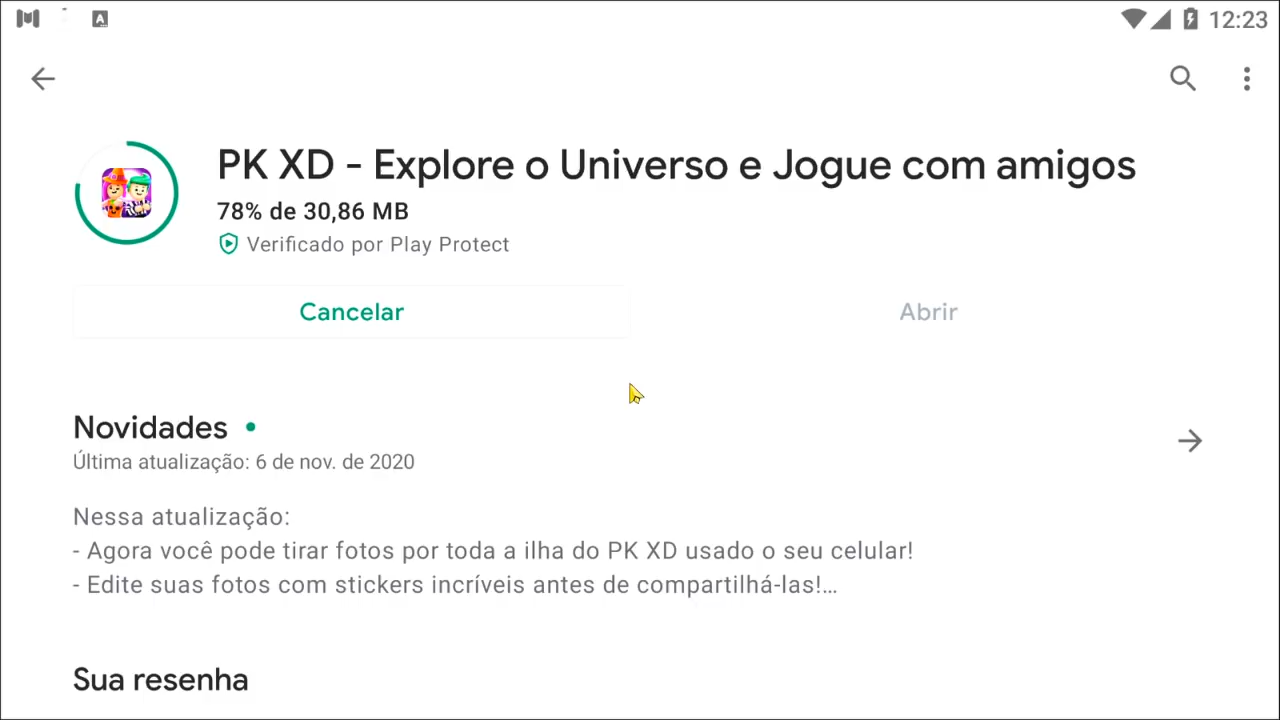 12:23
PK XD - Explore o Universo e Jogue com amigos
78% de 30,86 MB
Verificado por Play Protect
Cancelar
Abrir
Novidades
Última atualização: 6 de nov. de 2020
Nessa atualização:
- Agora você pode tirar fotos por toda a ilha do PK XD usado o seu celular!
- Edite suas fotos com stickers incríveis antes de compartilhá-las!...
Sua resenha